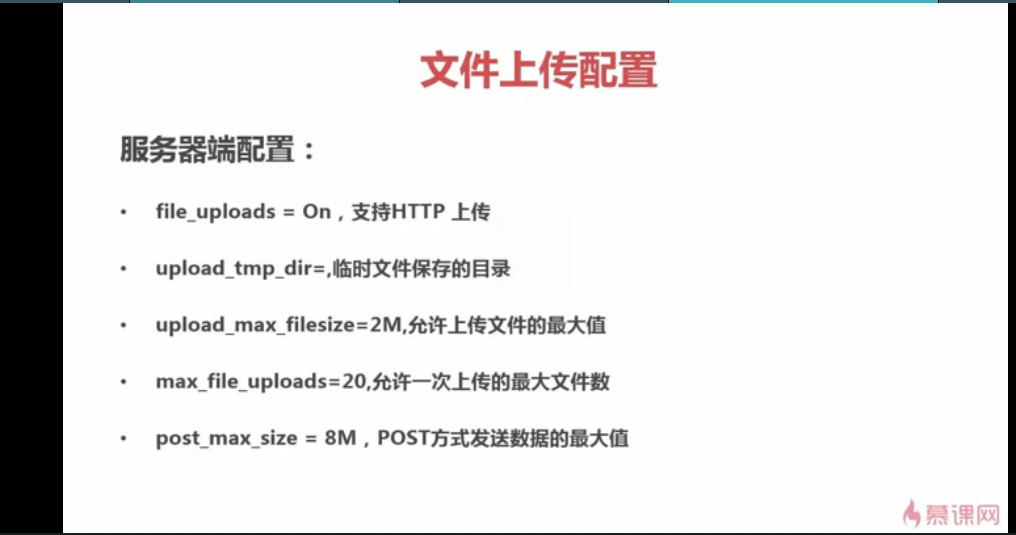 文件上传配置
服务器端配置：
• file_uploads = On，支持HTTP 上传
• upload_tmp_dir=,临时文件保存的目录
• upload_max_filesize=2M,允许上传文件的最大值
• max_file_uploads=20,允许一次上传的最大文件数
• post_max_size = 8M，POST方式发送数据的最大值
慕课网